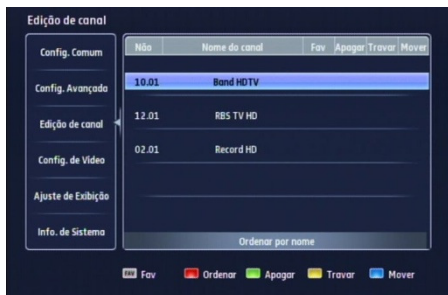 Edição de canal
Config. Comum
Config. Avançada
Edição de canal
Config. de Vídeo
Ajuste de Exibição
Info. de Sistema
Não Nome do canal Fav Apagar Travar Mover
10.01 Band HDTV
12.01 RBS TV HD
02.01 Record HD
Ordenar por nome
FAV Fav Ordenar Apagar Travar Mover